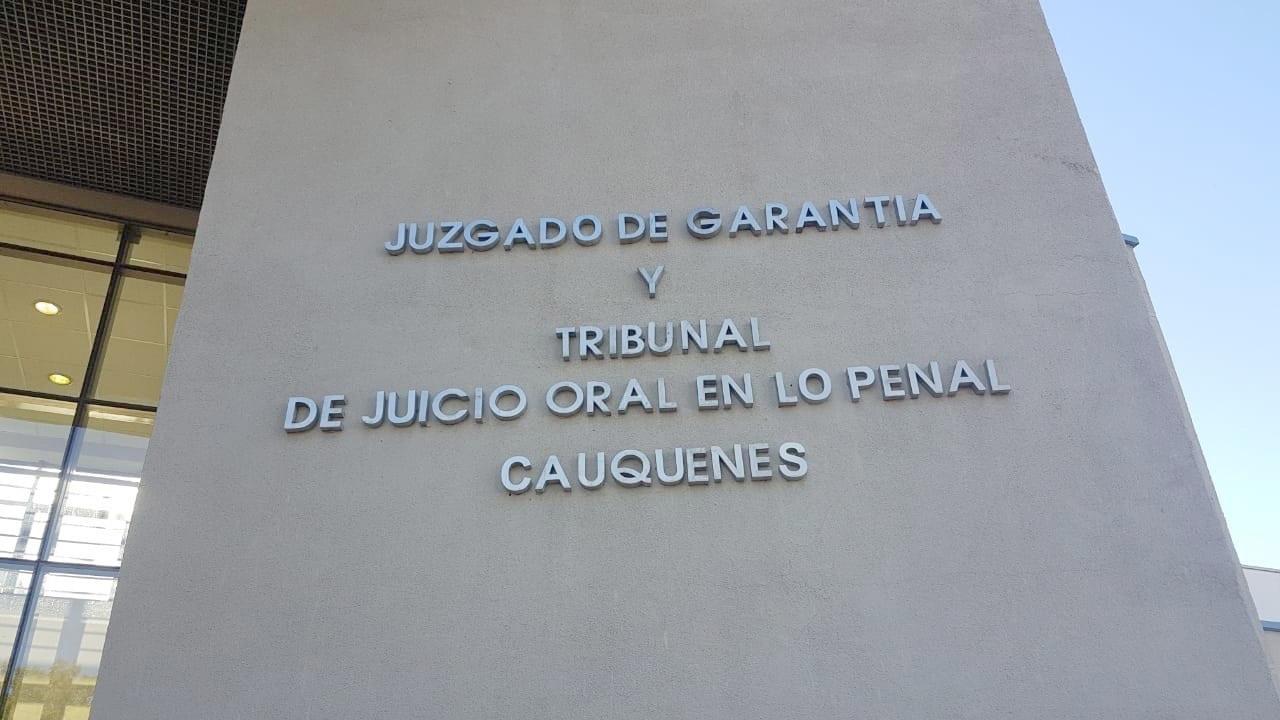 JUZGADO DE GARANTIA
Y
TRIBUNAL
DE JUICIO ORAL EN LO PENAL
CAUQUENES